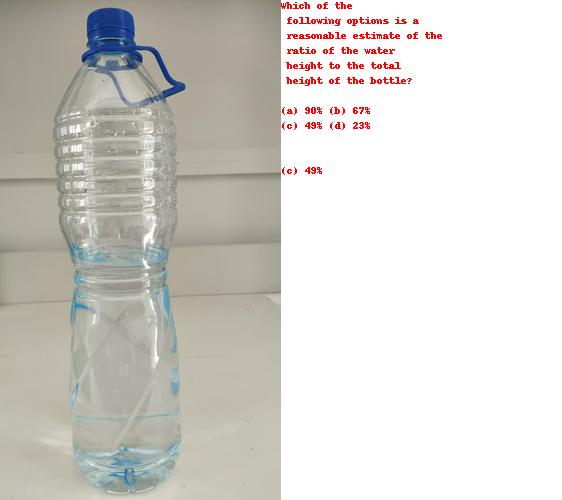 Which of the
following options is a
reasonable estimate of the
ratio of the water
height to the total
height of the bottle?
(a) 90% (b) 67%
(c) 49% (d) 23%
(c) 49%